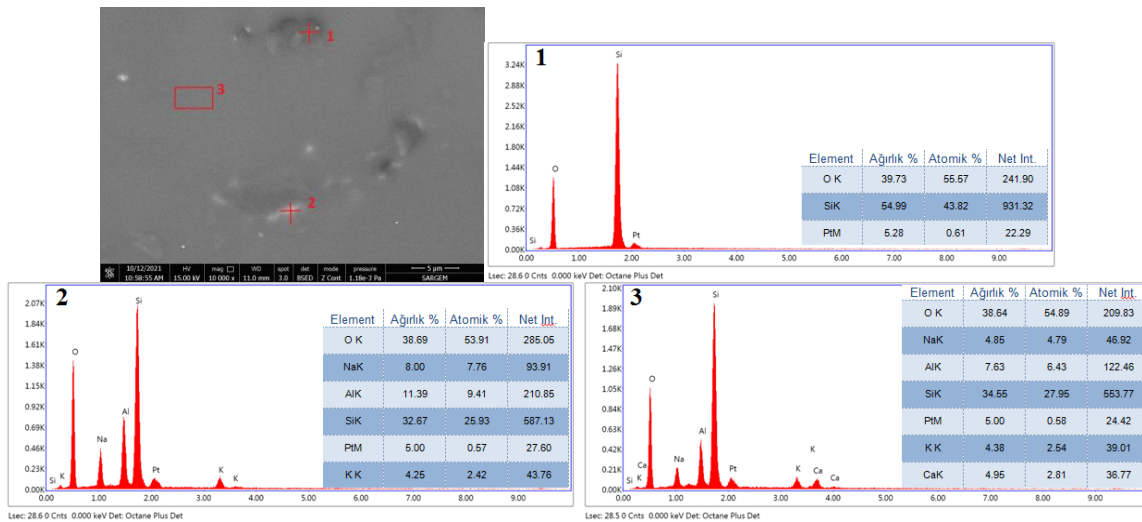 1
3
2
10/12/2021 HV mag WD spot det mode pressure 5 µm
10:58:55 AM 15.00 kV 10 000 x 11.0 mm 3.0 BSED Z Cont 1.18e-3 Pa SARGEM
1
3.24K
2.88K
2.52K
2.16K
1.80K
1.44K
1.08K
0.72K
0.36K
0.00K
Si
O
Si
Pt
0.00 1.00 2.00 3.00 4.00 5.00 6.00 7.00 8.00 9.00
Element Ağırlık % Atomik % Net Int.
O K 39.73 55.57 241.90
SiK 54.99 43.82 931.32
PtM 5.28 0.61 22.29
Lsec: 28.6 0 Cnts 0.000 keV Det: Octane Plus Det
2
2.07K
1.84K
1.61K
1.38K
1.15K
0.92K
0.69K
0.46K
0.23K
0.00K
Si
O
Al
Na
Si K
Pt
K
K
0.00 1.00 2.00 3.00 4.00 5.00 6.00 7.00 8.00 9.00
Element Ağırlık % Atomik % Net Int.
O K 38.69 53.91 285.05
NaK 8.00 7.76 93.91
AlK 11.39 9.41 210.85
SiK 32.67 25.93 587.13
PtM 5.00 0.57 27.60
K K 4.25 2.42 43.76
Lsec: 28.6 0 Cnts 0.000 keV Det: Octane Plus Det
3
2.10K
1.89K
1.68K
1.47K
1.26K
1.05K
0.84K
0.63K
0.42K
0.21K
0.00K
Si
O
Al
Na
Ca
Si K
Pt
K
K
Ca
Ca
0.00 1.00 2.00 3.00 4.00 5.00 6.00 7.00 8.00 9.00
Element Ağırlık % Atomik % Net Int.
O K 38.64 54.89 209.83
NaK 4.85 4.79 46.92
AlK 7.63 6.43 122.46
SiK 34.55 27.95 553.77
PtM 5.00 0.58 24.42
K K 4.38 2.54 39.01
CaK 4.95 2.81 36.77
Lsec: 28.5 0 Cnts 0.000 keV Det: Octane Plus Det